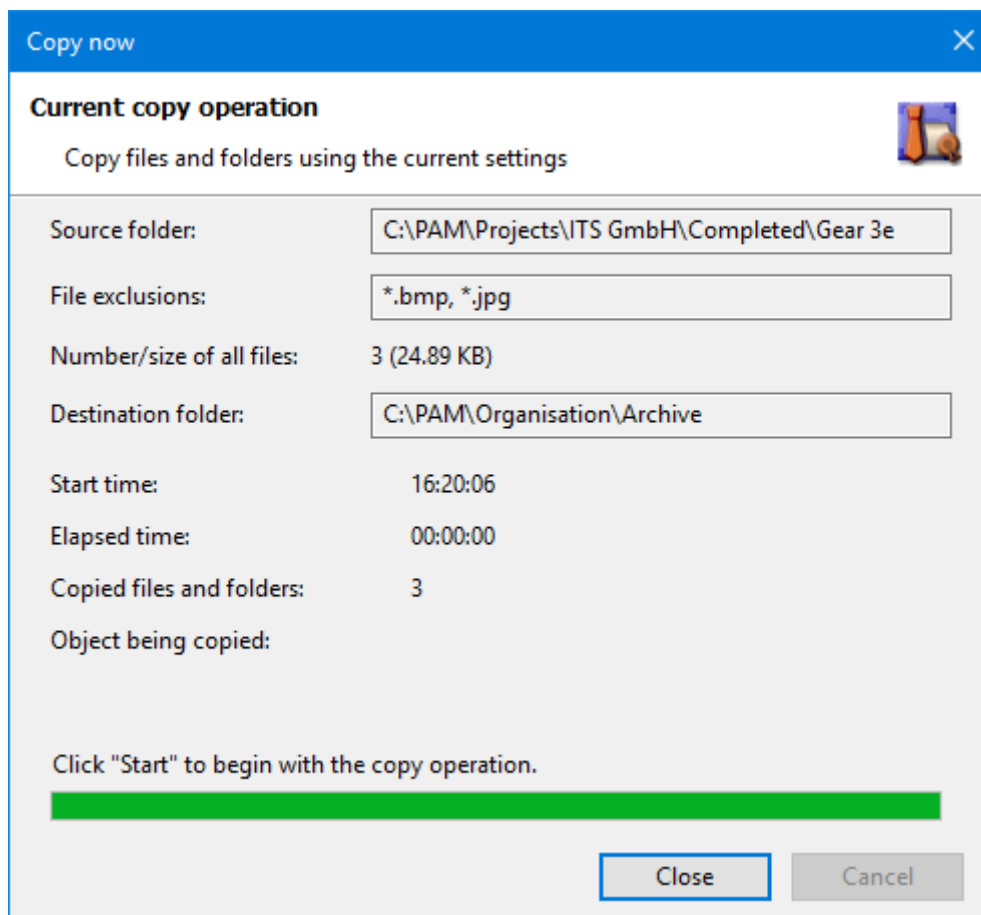 Copy now
Current copy operation
Copy files and folders using the current settings
Source folder: C:\PAM\Projects\ITS GmbH\Completed\Gear 3e
File exclusions: *.bmp, *.jpg
Number/size of all files: 3 (24.89 KB)
Destination folder: C:\PAM\Organisation\Archive
Start time: 16:20:06
Elapsed time: 00:00:00
Copied files and folders: 3
Object being copied:
Click "Start" to begin with the copy operation.
Close Cancel